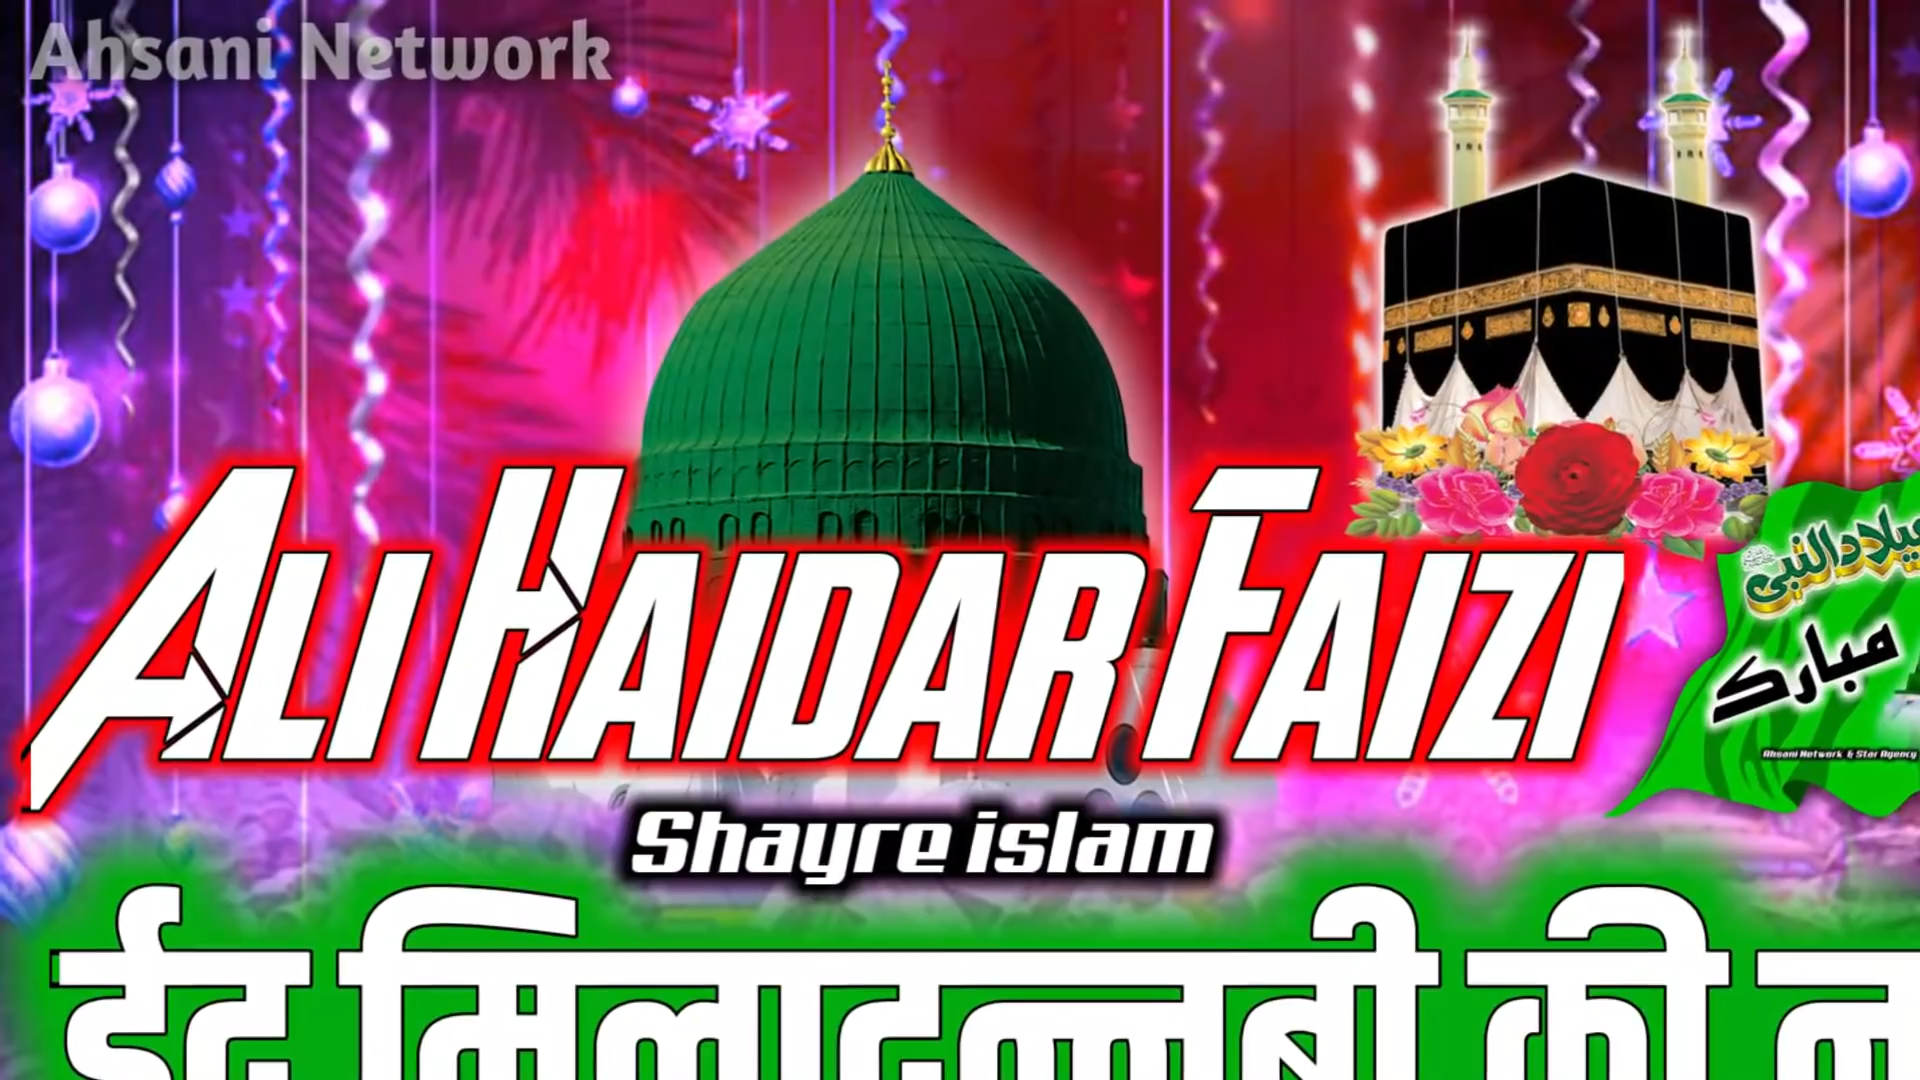 Ahsani Network
ALI HAIDAR FAIZI
میلاد النبی
مبارک
Ahsani Network & Star Agency
Shayre islam
ईद मिलादुन्नबी की